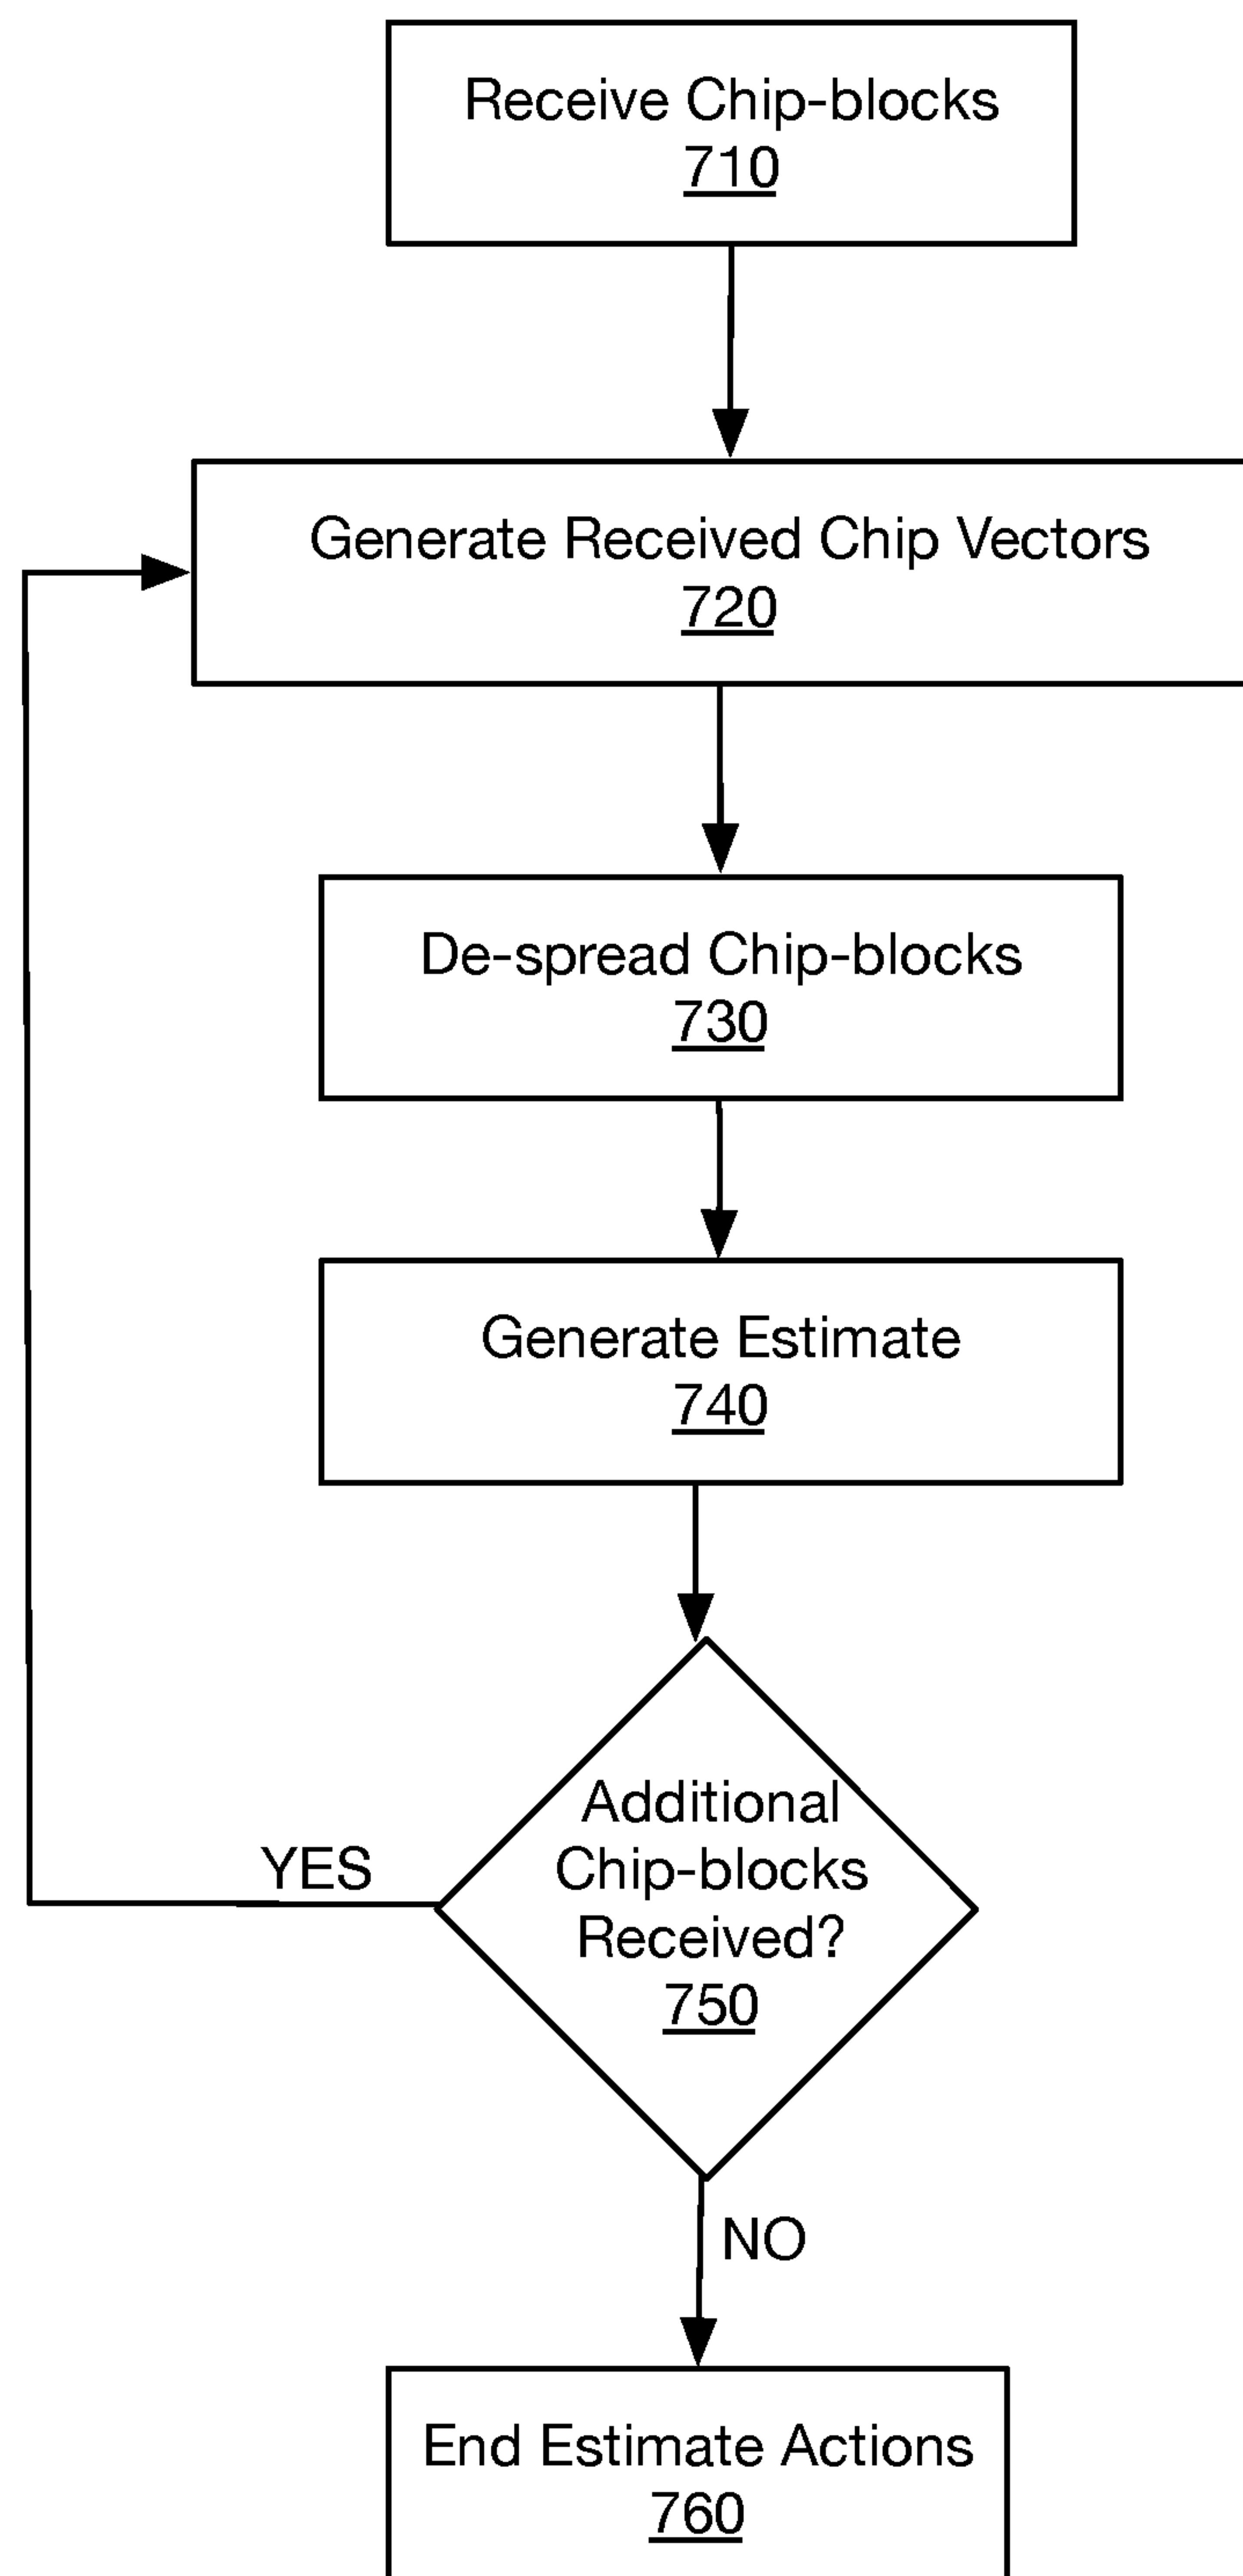 Receive Chip-blocks
710
Generate Received Chip Vectors
720
De-spread Chip-blocks
730
Generate Estimate
740
Additional
Chip-blocks
Received?
750
YES
NO
End Estimate Actions
760